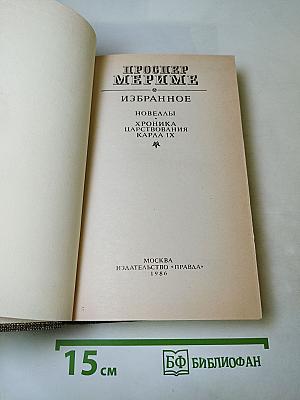 ПРОСПЕР
МЕРИМЕ
ИЗБРАННОЕ
НОВЕЛЛЫ
ХРОНИКА
ЦАРСТВОВАНИЯ
КАРЛА IX
МОСКВА
ИЗДАТЕЛЬСТВО «ПРАВДА»
1986
15 см
БФ БИБЛИОФАН